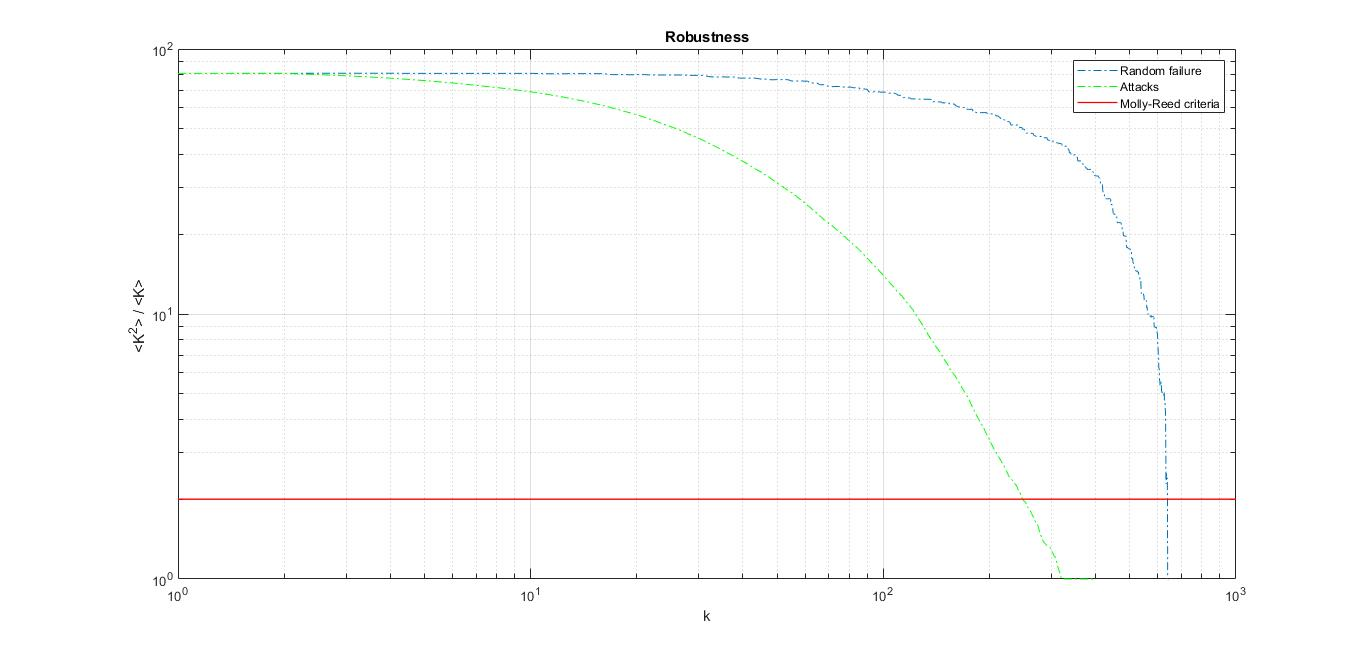 Robustness
10^2
10^1
10^0
<K^2> / <K>
Random failure
Attacks
Molly-Reed criteria
10^0 10^1 10^2 10^3
k